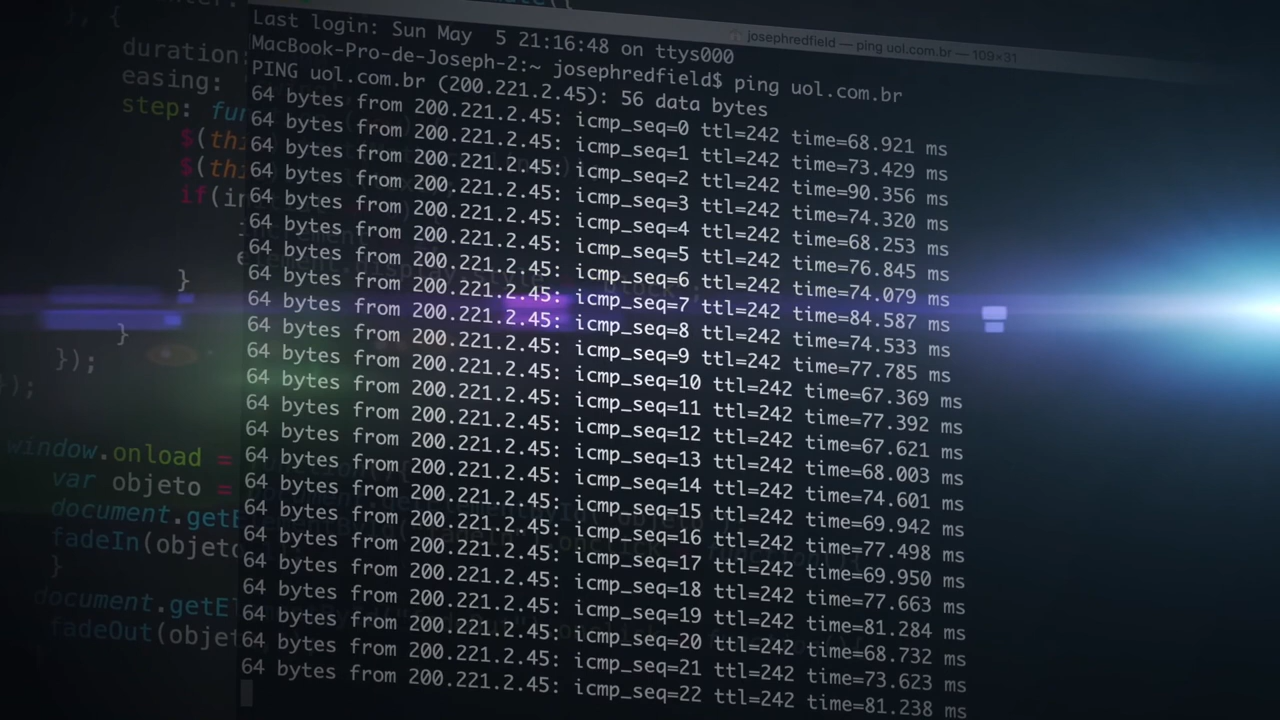 josephredfield — ping uol.com.br — 109×31
Last login: Sun May  5 21:16:48 on ttys000
MacBook-Pro-de-Joseph-2:~ josephredfield$ ping uol.com.br
PING uol.com.br (200.221.2.45): 56 data bytes
64 bytes from 200.221.2.45: icmp_seq=0 ttl=242 time=68.921 ms
64 bytes from 200.221.2.45: icmp_seq=1 ttl=242 time=73.429 ms
64 bytes from 200.221.2.45: icmp_seq=2 ttl=242 time=90.356 ms
64 bytes from 200.221.2.45: icmp_seq=3 ttl=242 time=74.320 ms
64 bytes from 200.221.2.45: icmp_seq=4 ttl=242 time=68.253 ms
64 bytes from 200.221.2.45: icmp_seq=5 ttl=242 time=76.845 ms
64 bytes from 200.221.2.45: icmp_seq=6 ttl=242 time=74.079 ms
64 bytes from 200.221.2.45: icmp_seq=7 ttl=242 time=84.587 ms
64 bytes from 200.221.2.45: icmp_seq=8 ttl=242 time=74.533 ms
64 bytes from 200.221.2.45: icmp_seq=9 ttl=242 time=77.785 ms
64 bytes from 200.221.2.45: icmp_seq=10 ttl=242 time=67.369 ms
64 bytes from 200.221.2.45: icmp_seq=11 ttl=242 time=77.392 ms
64 bytes from 200.221.2.45: icmp_seq=12 ttl=242 time=67.621 ms
64 bytes from 200.221.2.45: icmp_seq=13 ttl=242 time=68.003 ms
64 bytes from 200.221.2.45: icmp_seq=14 ttl=242 time=74.601 ms
64 bytes from 200.221.2.45: icmp_seq=15 ttl=242 time=69.942 ms
64 bytes from 200.221.2.45: icmp_seq=16 ttl=242 time=77.498 ms
64 bytes from 200.221.2.45: icmp_seq=17 ttl=242 time=69.950 ms
64 bytes from 200.221.2.45: icmp_seq=18 ttl=242 time=77.663 ms
64 bytes from 200.221.2.45: icmp_seq=19 ttl=242 time=81.284 ms
64 bytes from 200.221.2.45: icmp_seq=20 ttl=242 time=68.732 ms
64 bytes from 200.221.2.45: icmp_seq=21 ttl=242 time=73.623 ms
64 bytes from 200.221.2.45: icmp_seq=22 ttl=242 time=81.238 ms
}, {
duration:
easing:
step: fun
$(thi
$(thi
if(in
}
}
});
});
window.onload =
var objeto =
document.getE
fadeIn(objeto
}
document.getEl
fadeOut(objet